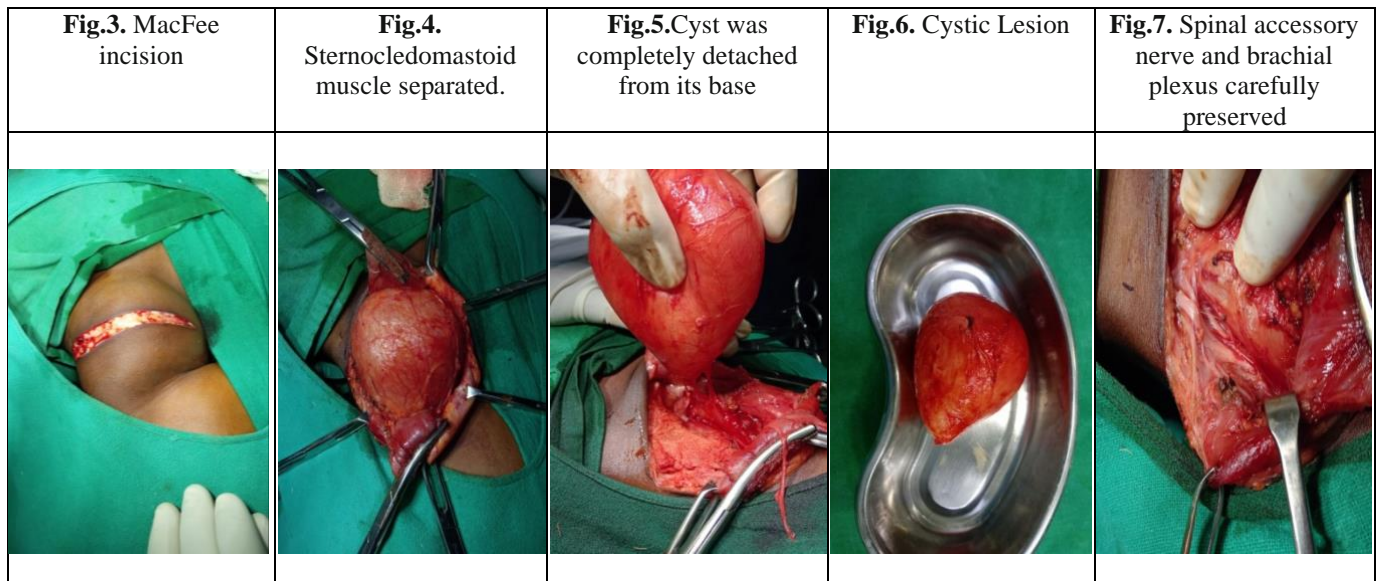 Fig.3. MacFee
incision
Fig.4.
Sternocledomastoid
muscle separated.
Fig.5.Cyst was
completely detached
from its base
Fig.6. Cystic Lesion
Fig.7. Spinal accessory
nerve and brachial
plexus carefully
preserved